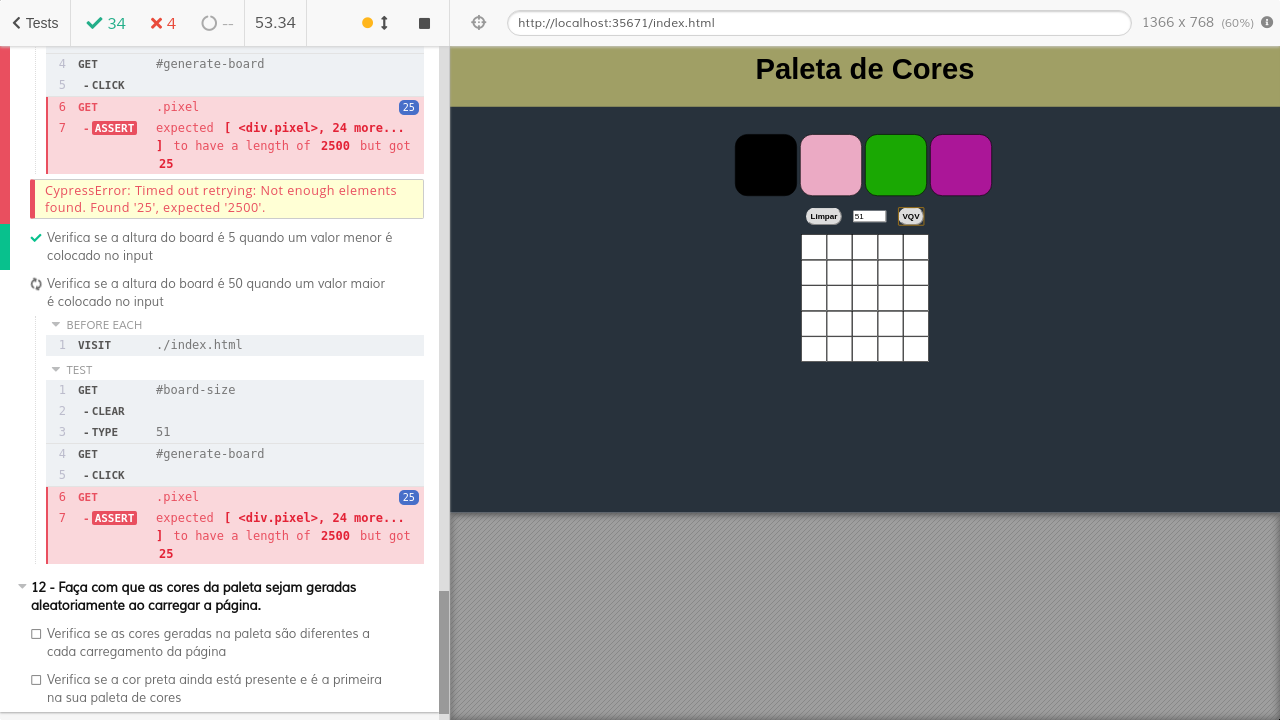 Tests
34
4
--
53.34
http://localhost:35671/index.html
1366 x 768 (60%)
4 GET #generate-board
5 - CLICK
6 GET .pixel 25
7 - ASSERT expected [ <div.pixel>, 24 more...
] to have a length of 2500 but got
25
CypressError: Timed out retrying: Not enough elements
found. Found '25', expected '2500'.
Verifica se a altura do board é 5 quando um valor menor é
colocado no input
Verifica se a altura do board é 50 quando um valor maior
é colocado no input
BEFORE EACH
1 VISIT ./index.html
TEST
1 GET #board-size
2 - CLEAR
3 - TYPE 51
4 GET #generate-board
5 - CLICK
6 GET .pixel 25
7 - ASSERT expected [ <div.pixel>, 24 more...
] to have a length of 2500 but got
25
12 - Faça com que as cores da paleta sejam geradas
aleatoriamente ao carregar a página.
Verifica se as cores geradas na paleta são diferentes a
cada carregamento da página
Verifica se a cor preta ainda está presente e é a primeira
na sua paleta de cores
Paleta de Cores
Limpar 51 VQV